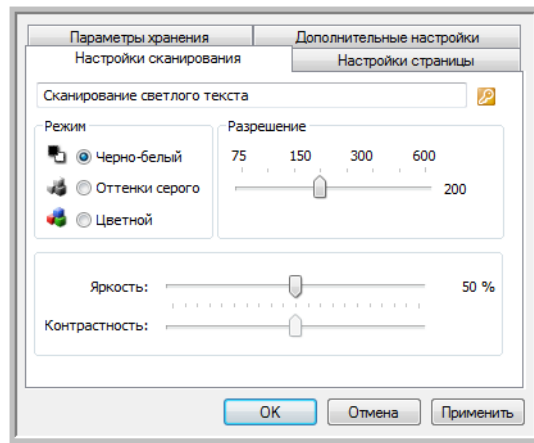 Параметры хранения
Дополнительные настройки
Настройки сканирования
Настройки страницы
Сканирование светлого текста
Режим
Разрешение
Черно-белый
75 150 300 600
Оттенки серого
200
Цветной
Яркость:
50 %
Контрастность:
OK
Отмена
Применить